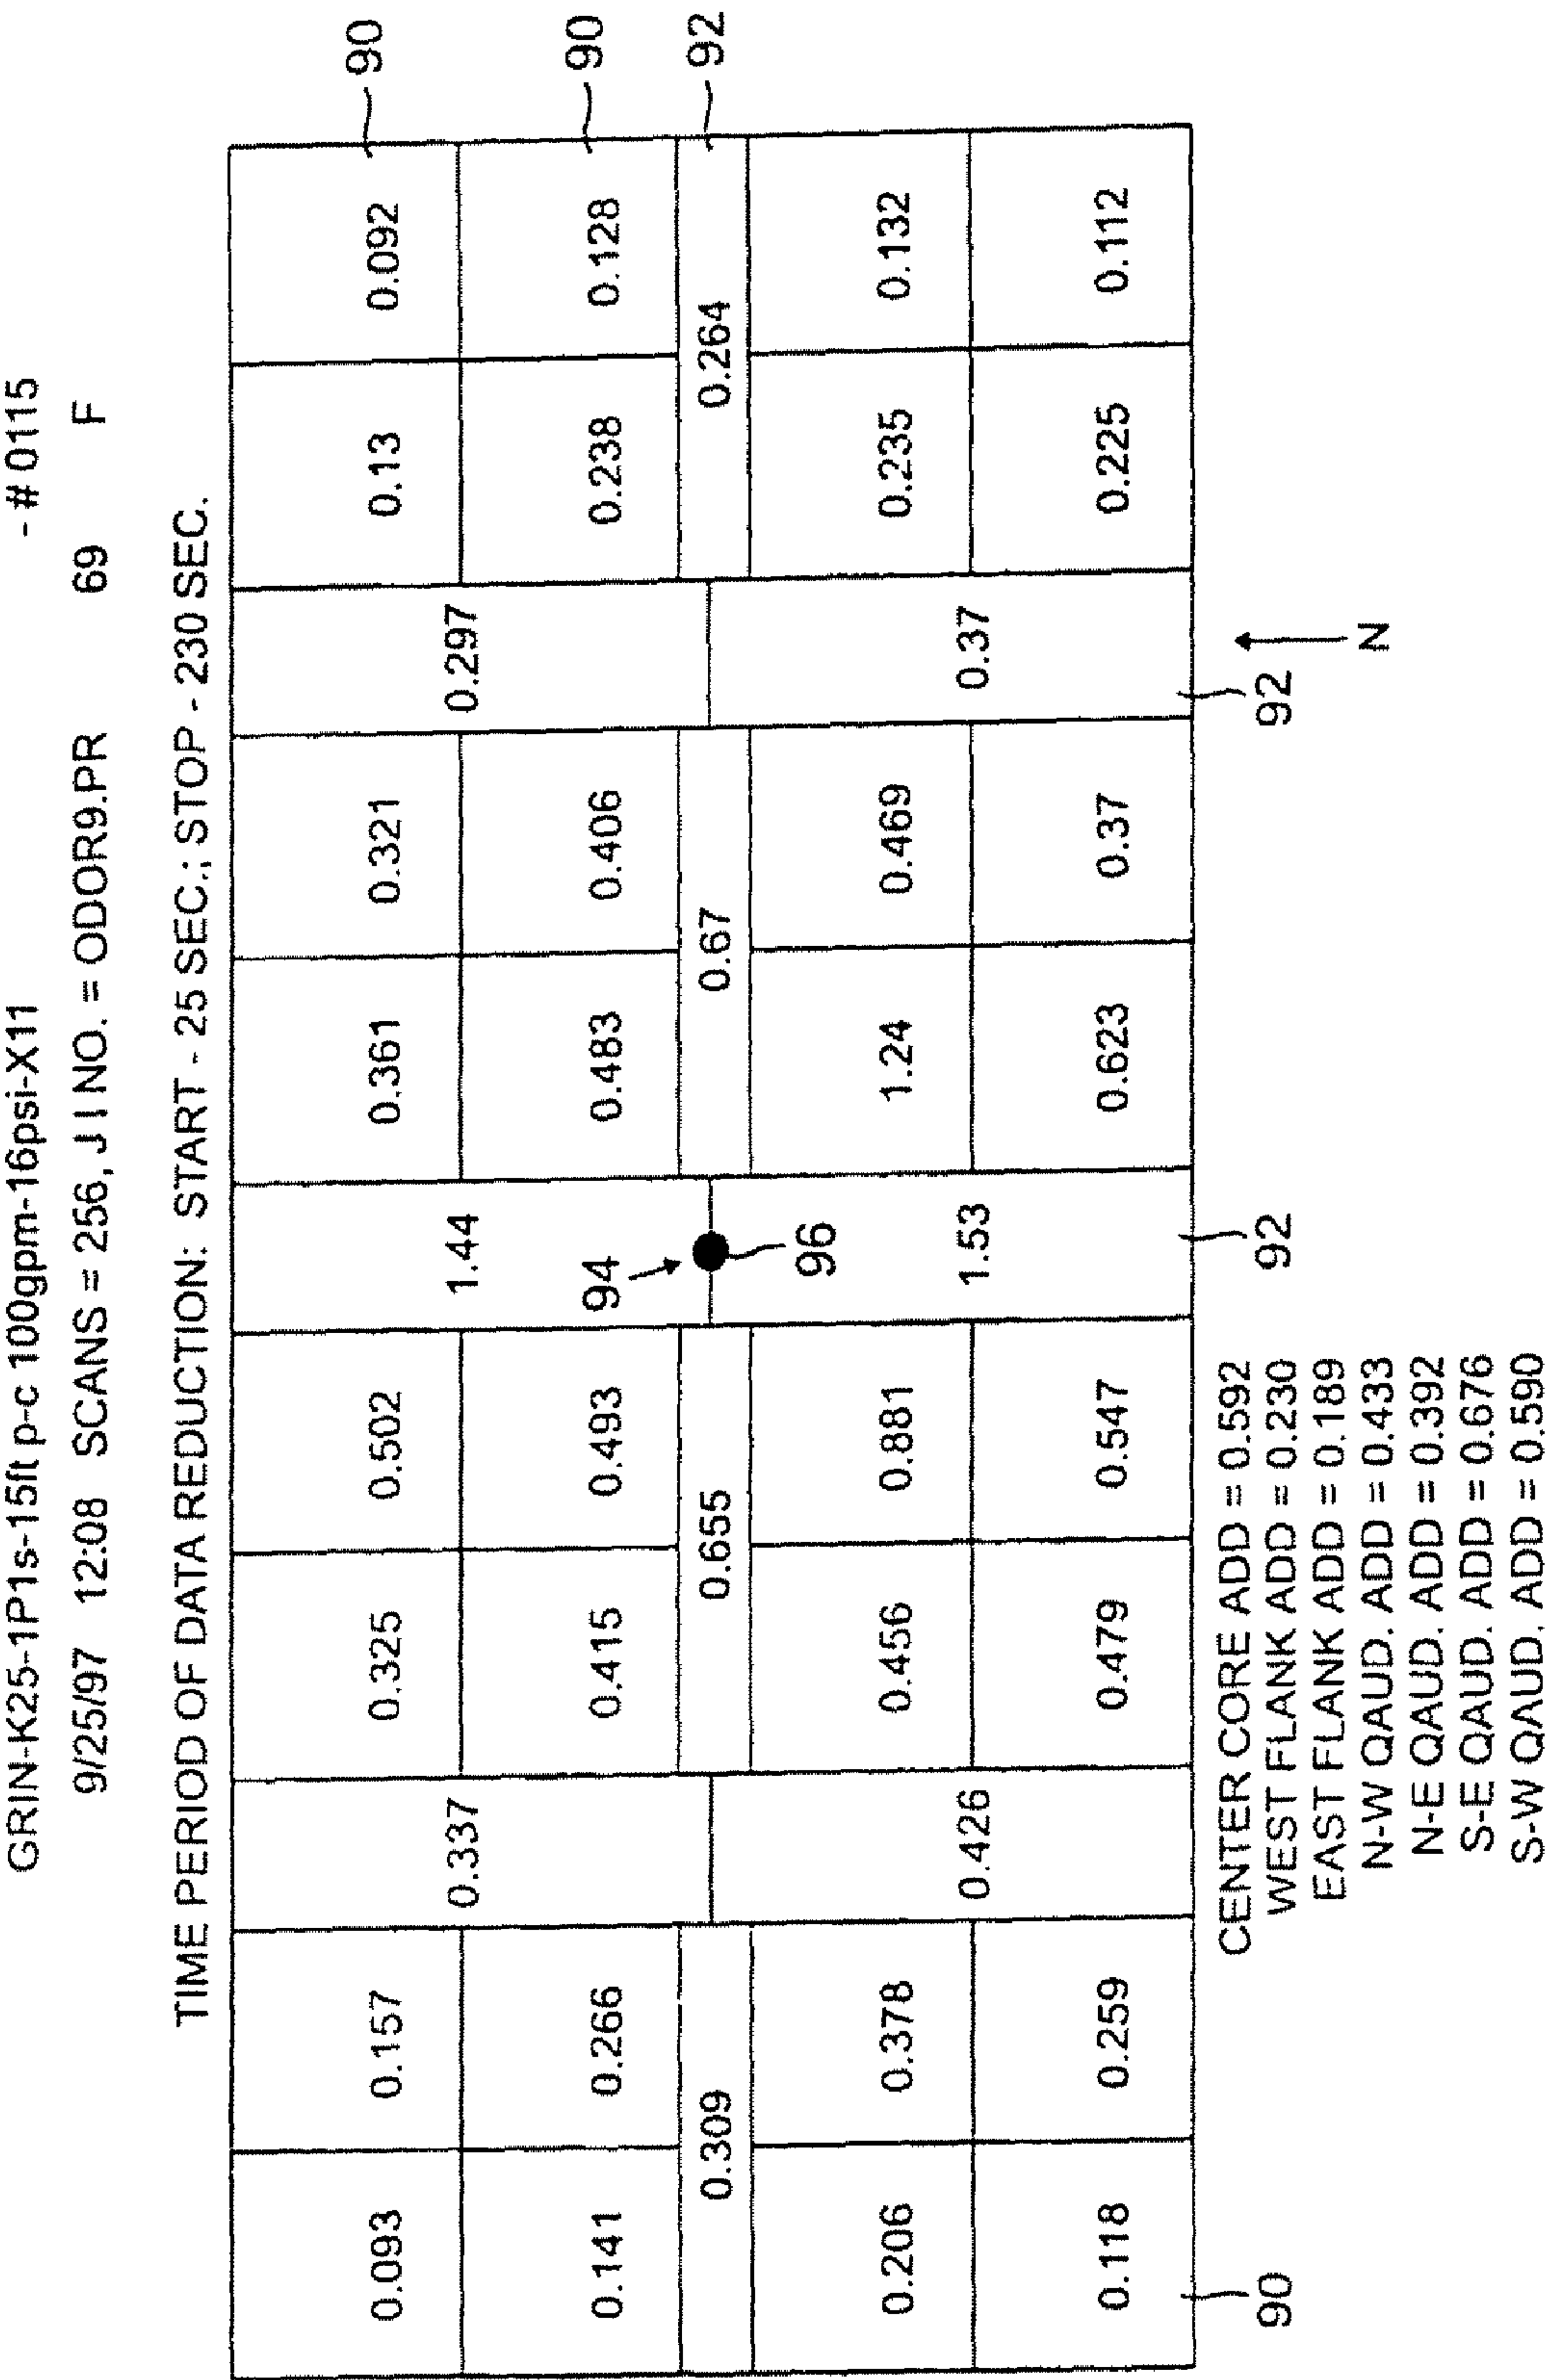 GRIN-K25-1P1s-15ft p-c 100gpm-16psi-X11 - # 0115
9/25/97 12:08 SCANS = 256, J I NO. = ODOR9.PR 69 F
TIME PERIOD OF DATA REDUCTION: START - 25 SEC.; STOP - 230 SEC.
0.093 0.157 0.325 0.502 0.361 0.321 0.13 0.092 90
0.337 1.44 0.297
0.141 0.266 0.415 0.493 94 0.483 0.406 0.238 0.128 90
0.309 0.655 0.67 0.264 92
96
0.206 0.378 0.456 0.881 1.24 0.469 0.235 0.132
0.426 1.53 0.37
0.118 0.259 0.479 0.547 0.623 0.37 0.225 0.112
90 92 92
N
CENTER CORE ADD = 0.592
WEST FLANK ADD = 0.230
EAST FLANK ADD = 0.189
N-W QAUD. ADD = 0.433
N-E QAUD. ADD = 0.392
S-E QAUD. ADD = 0.676
S-W QAUD. ADD = 0.590